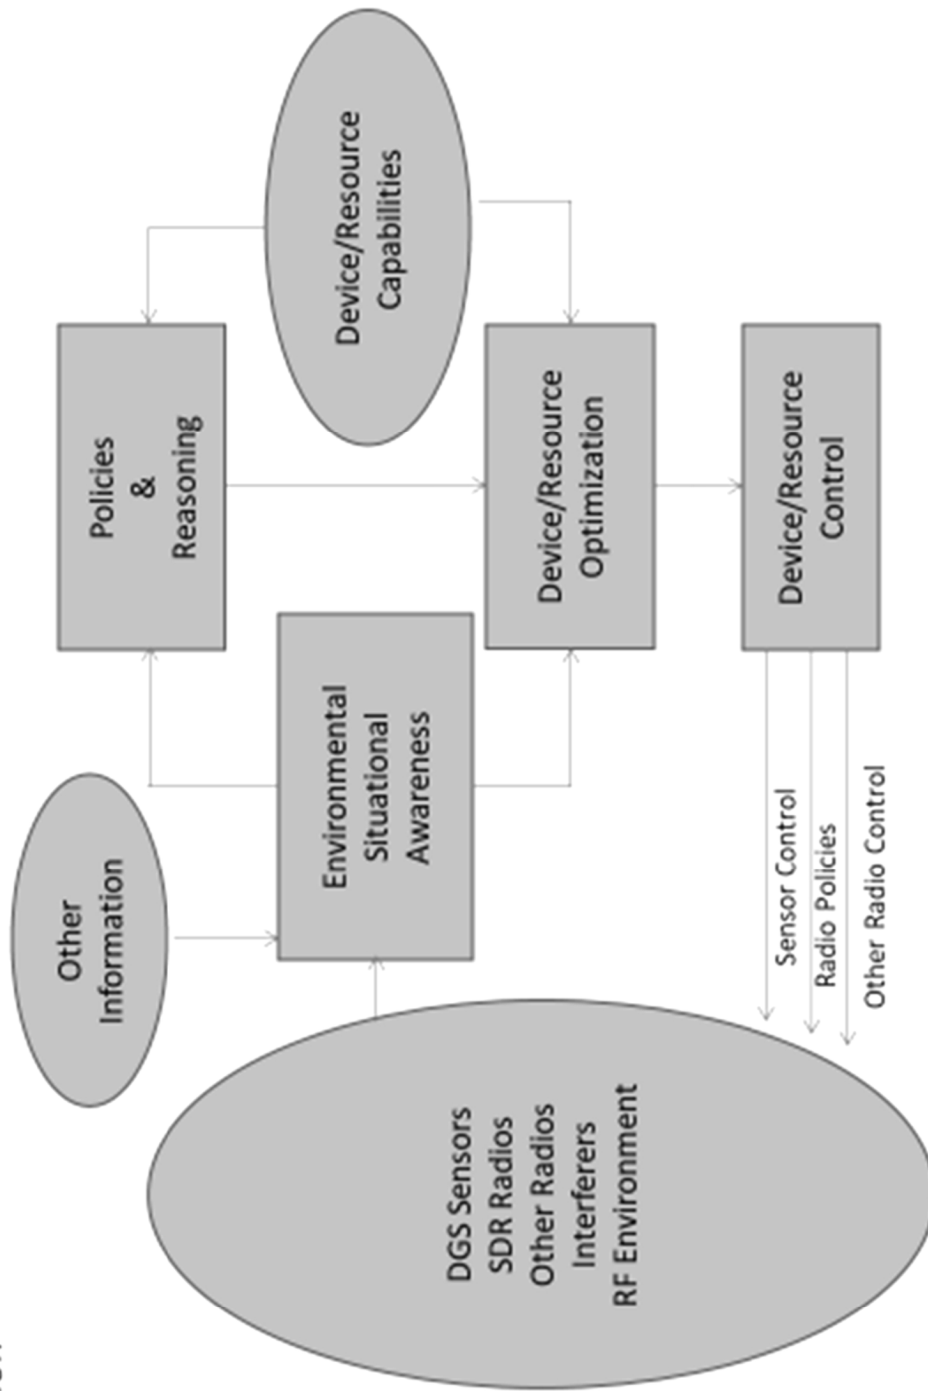 Other
Information
Policies
&
Reasoning
Environmental
Situational
Awareness
Device/Resource
Capabilities
DGS Sensors
SDR Radios
Other Radios
Interferers
RF Environment
Device/Resource
Optimization
Sensor Control
Radio Policies
Other Radio Control
Device/Resource
Control